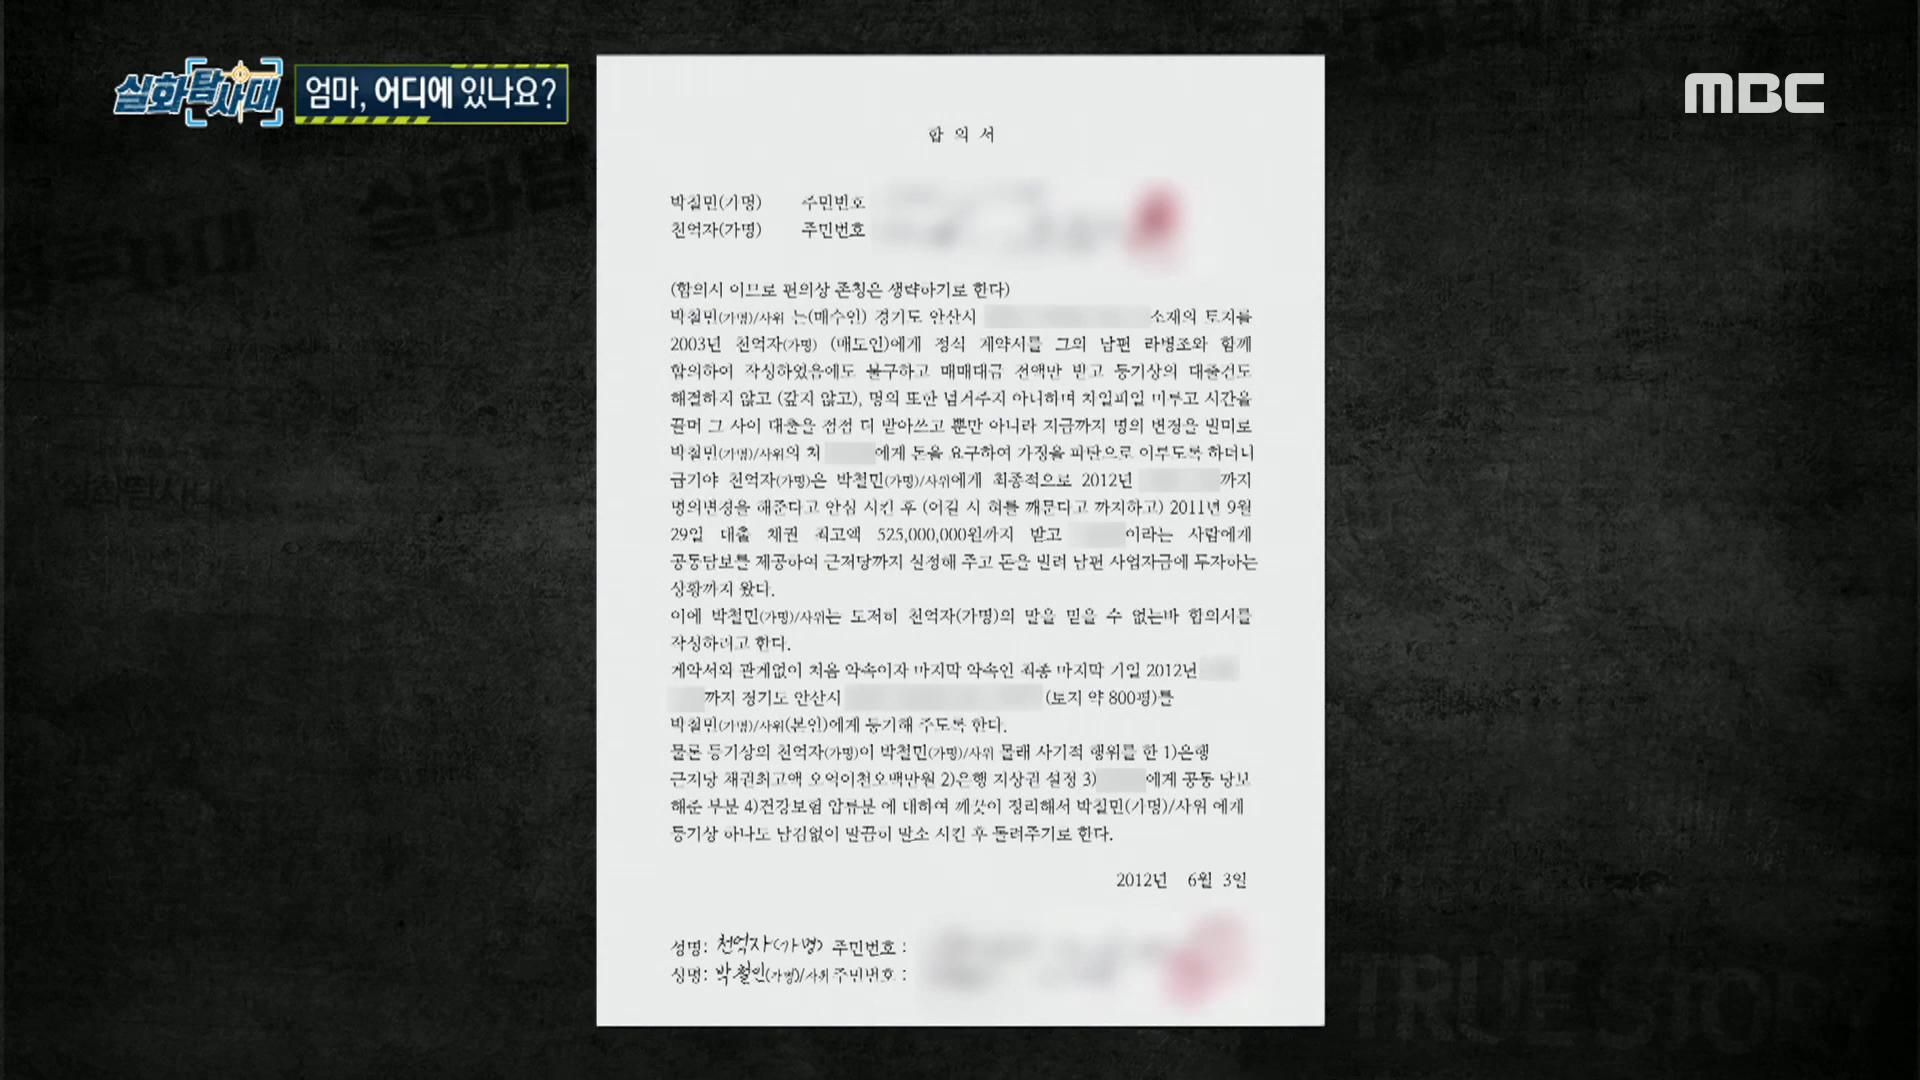 실화탐사대
엄마, 어디에 있나요?
MBC
합 의 서
박철민(가명) 주민번호
천억자(가명) 주민번호
(합의서 이므로 편의상 존칭은 생략하기로 한다)
박철민(가명)/사위 는(매수인) 경기도 안산시 소재의 토지를
2003년 천억자(가명) (매도인)에게 정식 계약서를 그의 남편 라병조와 함께
합의하여 작성하였음에도 불구하고 매매대금 전액만 받고 등기상의 대출건도
해결하지 않고 (갚지 않고), 명의 또한 넘겨주지 아니하며 차일피일 미루고 시간을
끌며 그 사이 대출을 점점 더 받아쓰고 뿐만 아니라 지금까지 명의 변경을 빌미로
박철민(가명)/사위의 처 에게 돈을 요구하여 가정을 파탄으로 이루도록 하더니
급기야 천억자(가명)은 박철민(가명)/사위에게 최종적으로 2012년 까지
명의변경을 해준다고 안심 시킨 후 (어길 시 혀를 깨문다고 까지하고) 2011년 9월
29일 대출 채권 최고액 525,000,000원까지 받고 이라는 사람에게
공동담보를 제공하여 근저당까지 설정해 주고 돈을 빌려 남편 사업자금에 투자하는
상황까지 왔다.
이에 박철민(가명)/사위는 도저히 천억자(가명)의 말을 믿을 수 없는바 합의서를
작성하려고 한다.
계약서와 관계없이 처음 약속이자 마지막 약속인 최종 마지막 기일 2012년
까지 경기도 안산시 (토지 약 800평)를
박철민(가명)/사위(본인)에게 등기해 주도록 한다.
물론 등기상의 천억자(가명)이 박철민(가명)/사위 몰래 사기적 행위를 한 1)은행
근저당 채권최고액 오억이천오백만원 2)은행 지상권 설정 3) 에게 공동 담보
해준 부분 4)건강보험 압류분 에 대하여 깨끗이 정리해서 박철민(가명)/사위 에게
등기상 하나도 남김없이 말끔히 말소 시킨 후 돌려주기로 한다.
2012년 6월 3일
성명: 천억자(가명) 주민번호 :
성명: 박철민(가명)/사위 주민번호 :
TRUE STORY